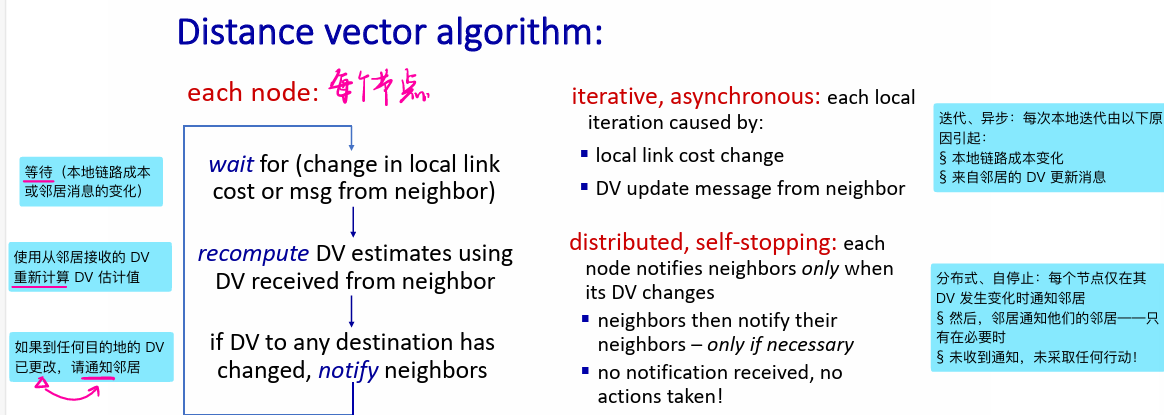 Distance vector algorithm:
each node: 每个节点
wait for (change in local link
cost or msg from neighbor)
recompute DV estimates using
DV received from neighbor
if DV to any destination has
changed, notify neighbors
等待（本地链路成本
或邻居消息的变化）
使用从邻居接收的 DV
重新计算 DV 估计值
如果到任何目的地的 DV
已更改，请通知邻居
iterative, asynchronous: each local
iteration caused by:
▪ local link cost change
▪ DV update message from neighbor
distributed, self-stopping: each
node notifies neighbors only when
its DV changes
▪ neighbors then notify their
neighbors – only if necessary
▪ no notification received, no
actions taken!
迭代、异步：每次本地迭代由以下原
因引起：
§ 本地链路成本变化
§ 来自邻居的 DV 更新消息
分布式、自停止：每个节点仅在其
DV 发生变化时通知邻居
§ 然后，邻居通知他们的邻居——只
有在必要时
§ 未收到通知，未采取任何行动！